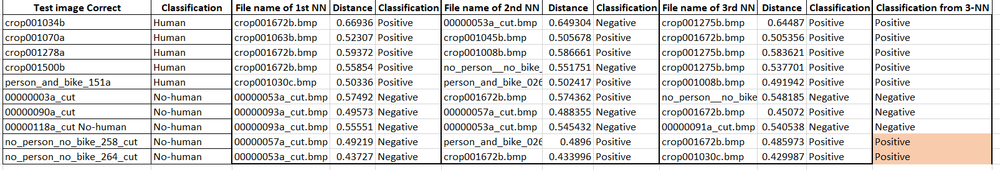 Test image Correct Classification File name of 1st NN Distance Classification File name of 2nd NN Distance Classification File name of 3rd NN Distance Classification Classification from 3-NN
crop001034b Human crop001672b.bmp 0.66936 Positive 00000053a_cut.bmp 0.649304 Negative crop001275b.bmp 0.64487 Positive Positive
crop001070a Human crop001063b.bmp 0.52307 Positive crop001045b.bmp 0.505678 Positive crop001672b.bmp 0.505356 Positive Positive
crop001278a Human crop001672b.bmp 0.59372 Positive crop001008b.bmp 0.586661 Positive crop001275b.bmp 0.583621 Positive Positive
crop001500b Human crop001672b.bmp 0.55854 Positive no_person__no_bike_ 0.551751 Negative crop001275b.bmp 0.537701 Positive Positive
person_and_bike_151a Human crop001030c.bmp 0.50336 Positive person_and_bike_026 0.502417 Positive crop001008b.bmp 0.491942 Positive Positive
00000003a_cut No-human 00000053a_cut.bmp 0.57492 Negative crop001672b.bmp 0.574362 Positive no_person__no_bike 0.548185 Negative Negative
00000090a_cut No-human 00000093a_cut.bmp 0.49573 Negative 00000057a_cut.bmp 0.488355 Negative crop001672b.bmp 0.45072 Positive Negative
00000118a_cut No-human No-human 00000093a_cut.bmp 0.55551 Negative 00000053a_cut.bmp 0.545432 Negative 00000091a_cut.bmp 0.540538 Negative Negative
no_person_no_bike_258_cut No-human 00000057a_cut.bmp 0.49219 Negative person_and_bike_026 0.4896 Positive crop001672b.bmp 0.485973 Positive Positive
no_person_no_bike_264_cut No-human 00000053a_cut.bmp 0.43727 Negative crop001672b.bmp 0.433996 Positive crop001030c.bmp 0.429987 Positive Positive